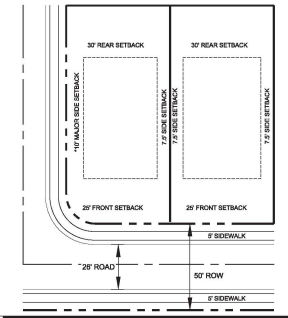 30' REAR SETBACK
30' REAR SETBACK
*10' MAJOR SIDE SETBACK
7.5' SIDE SETBACK
7.5' SIDE SETBACK
7.5' SIDE SETBACK
25' FRONT SETBACK
25' FRONT SETBACK
5' SIDEWALK
26' ROAD
50' ROW
5' SIDEWALK